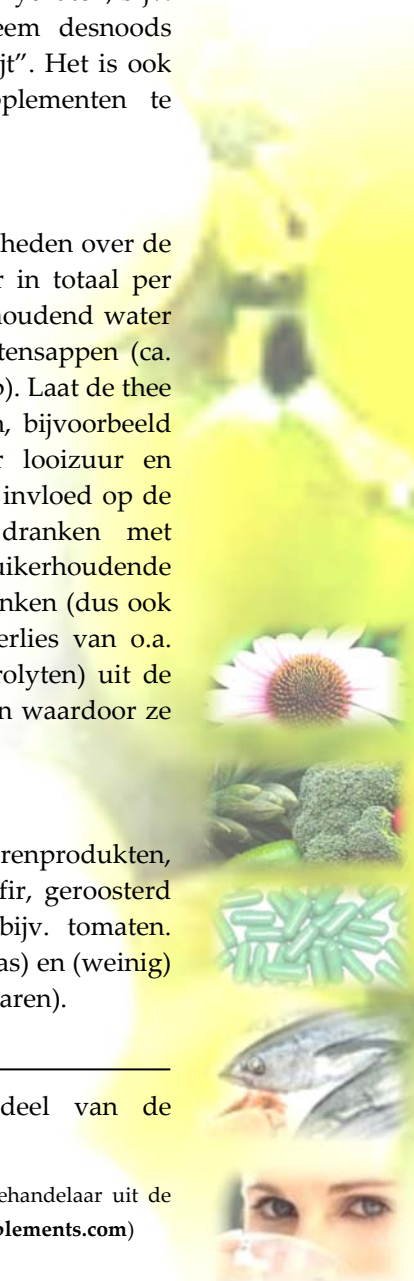 eem desnoods
jt”. Het is ook
plementen te
heden over de
r in totaal per
oudend water
tensappen (ca.
o). Laat de thee
n, bijvoorbeeld
r looizuur en
invloed op de
dranken met
uikerhoudende
nken (dus ook
erlies van o.a.
rolyten) uit de
n waardoor ze
renprodukten,
fir, geroosterd
bijv. tomaten.
as) en (weinig)
aren).
deel van de
ehandelaar uit de
plements.com)